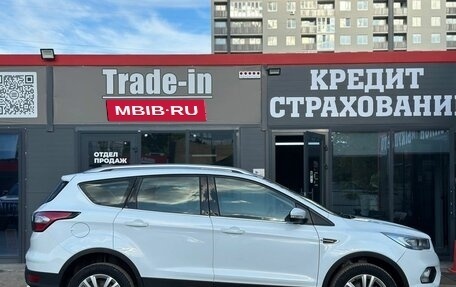 Trade-in
MBIB·RU
ОТДЕЛ
ПРОДАЖ
КРЕДИТ
СТРАХОВАНИ